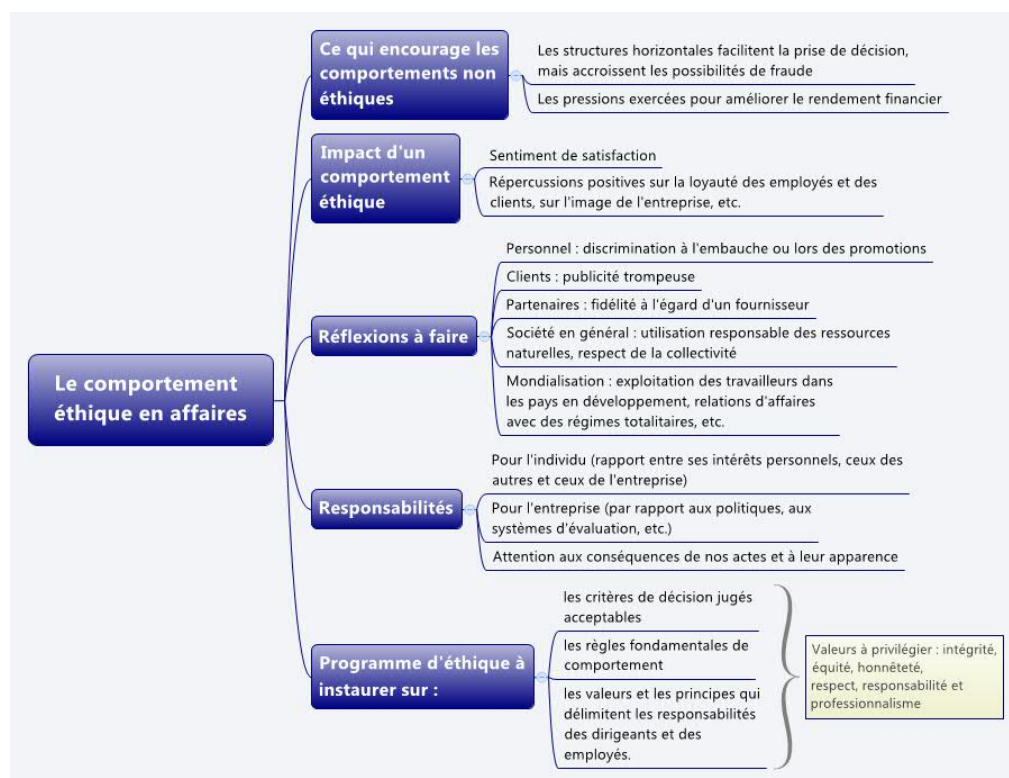 Ce qui encourage les
comportements non
éthiques
Les structures horizontales facilitent la prise de décision,
mais accroissent les possibilités de fraude
Les pressions exercées pour améliorer le rendement financier
Impact d'un
comportement
éthique
Sentiment de satisfaction
Répercussions positives sur la loyauté des employés et des
clients, sur l'image de l'entreprise, etc.
Réflexions à faire
Personnel : discrimination à l'embauche ou lors des promotions
Clients : publicité trompeuse
Partenaires : fidélité à l'égard d'un fournisseur
Société en général : utilisation responsable des ressources
naturelles, respect de la collectivité
Mondialisation : exploitation des travailleurs dans
les pays en développement, relations d'affaires
avec des régimes totalitaires, etc.
Le comportement
éthique en affaires
Responsabilités
Pour l'individu (rapport entre ses intérêts personnels, ceux des
autres et ceux de l'entreprise)
Pour l'entreprise (par rapport aux politiques, aux
systèmes d'évaluation, etc.)
Attention aux conséquences de nos actes et à leur apparence
Programme d'éthique à
instaurer sur :
les critères de décision jugés
acceptables
les règles fondamentales de
comportement
les valeurs et les principes qui
délimitent les responsabilités
des dirigeants et des
employés.
Valeurs à privilégier : intégrité,
équité, honnêteté,
respect, responsabilité et
professionnalisme